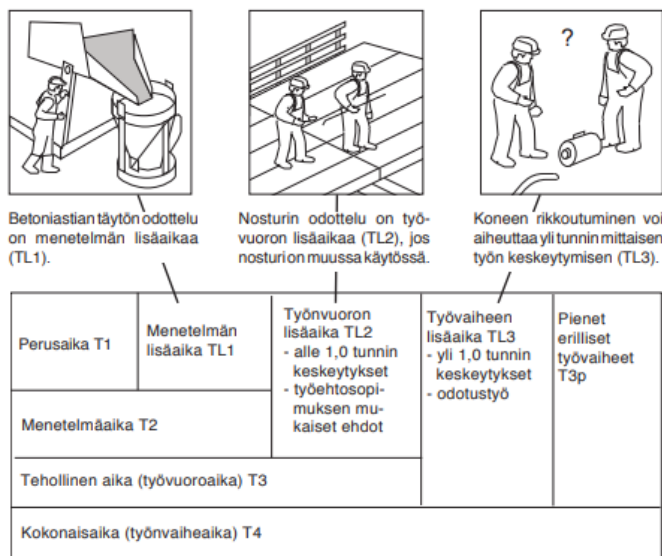 ?
Betoniastian täytön odottelu
on menetelmän lisäaikaa
(TL1).
Nosturin odottelu on työ-
vuoron lisäaikaa (TL2), jos
nosturi on muussa käytössä.
Koneen rikkoutuminen voi
aiheuttaa yli tunnin mittaisen
työn keskeytymisen (TL3).
Perusaika T1
Menetelmän
lisäaika TL1
Työnvuoron
lisäaika TL2
- alle 1,0 tunnin
keskeytykset
- työehtosopi-
muksen mu-
kaiset ehdot
Työvaiheen
lisäaika TL3
- yli 1,0 tunnin
keskeytykset
- odotustyö
Pienet
erilliset
työvaiheet
T3p
Menetelmäaika T2
Tehollinen aika (työvuoroaika) T3
Kokonaisaika (työnvaiheaika) T4